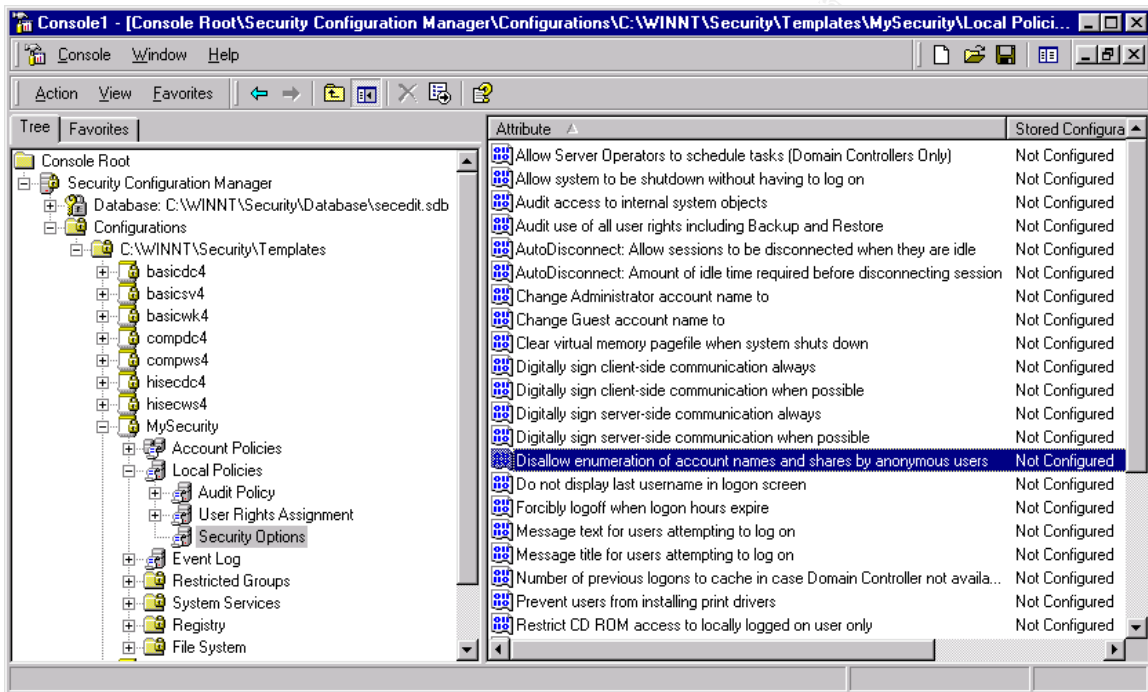 Console1 - [Console Root\Security Configuration Manager\Configurations\C:\WINNT\Security\Templates\MySecurity\Local Polici...
Console Window Help
Action View Favorites
Tree Favorites
Console Root
Security Configuration Manager
Database: C:\WINNT\Security\Database\secedit.sdb
Configurations
C:\WINNT\Security\Templates
basicdc4
basicsv4
basicwk4
compdc4
compws4
hisecdc4
hisecws4
MySecurity
Account Policies
Local Policies
Audit Policy
User Rights Assignment
Security Options
Event Log
Restricted Groups
System Services
Registry
File System
Attribute Stored Configura
Allow Server Operators to schedule tasks (Domain Controllers Only) Not Configured
Allow system to be shutdown without having to log on Not Configured
Audit access to internal system objects Not Configured
Audit use of all user rights including Backup and Restore Not Configured
AutoDisconnect: Allow sessions to be disconnected when they are idle Not Configured
AutoDisconnect: Amount of idle time required before disconnecting session Not Configured
Change Administrator account name to Not Configured
Change Guest account name to Not Configured
Clear virtual memory pagefile when system shuts down Not Configured
Digitally sign client-side communication always Not Configured
Digitally sign client-side communication when possible Not Configured
Digitally sign server-side communication always Not Configured
Digitally sign server-side communication when possible Not Configured
Disallow enumeration of account names and shares by anonymous users Not Configured
Do not display last username in logon screen Not Configured
Forcibly logoff when logon hours expire Not Configured
Message text for users attempting to log on Not Configured
Message title for users attempting to log on Not Configured
Number of previous logons to cache in case Domain Controller not availa... Not Configured
Prevent users from installing print drivers Not Configured
Restrict CD ROM access to locally logged on user only Not Configured